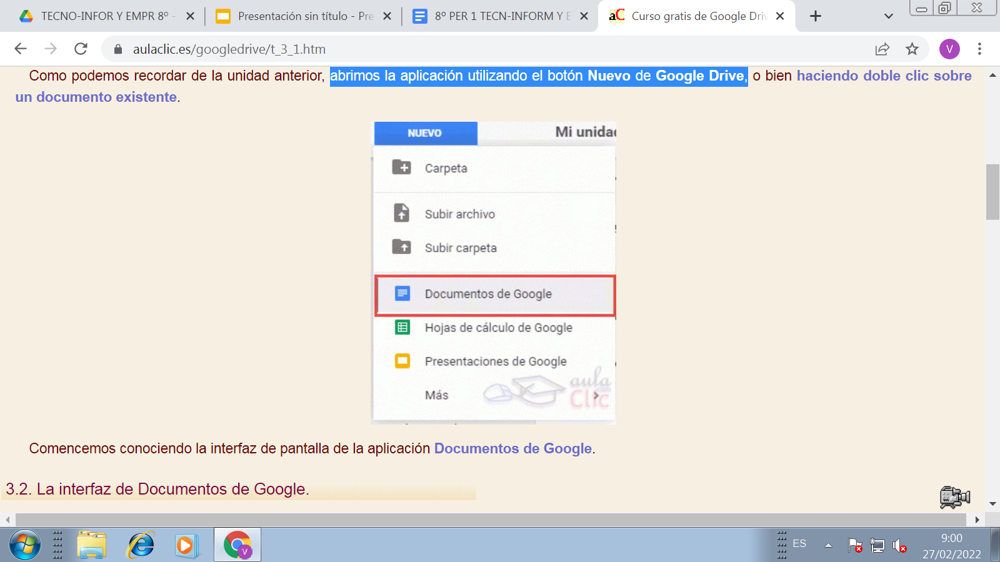 TECNO-INFOR Y EMPR 8º -
Presentación sin título - Pre
8º PER 1 TECN-INFORM Y E
aC Curso gratis de Google Driv
aulaclic.es/googledrive/t_3_1.htm
V
Como podemos recordar de la unidad anterior, abrimos la aplicación utilizando el botón Nuevo de Google Drive, o bien haciendo doble clic sobre
un documento existente.
NUEVO
Mi unidad
Carpeta
Subir archivo
Subir carpeta
Documentos de Google
Hojas de cálculo de Google
Presentaciones de Google
Más
aula
.com
Clic
Comencemos conociendo la interfaz de pantalla de la aplicación Documentos de Google.
3.2. La interfaz de Documentos de Google.
V
ES
9:00
27/02/2022